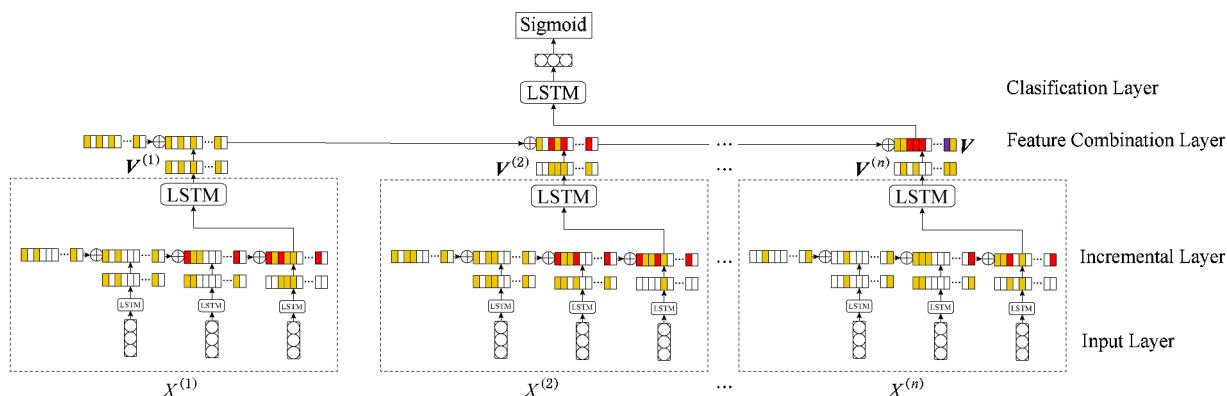 Sigmoid
LSTM
Clasification Layer
Feature Combination Layer
V(1)
V(2)
...
V(n)
V
LSTM
LSTM
LSTM
Incremental Layer
...
LSTM
LSTM
LSTM
LSTM
LSTM
LSTM
LSTM
LSTM
LSTM
Input Layer
X(1)
X(2)
...
X(n)